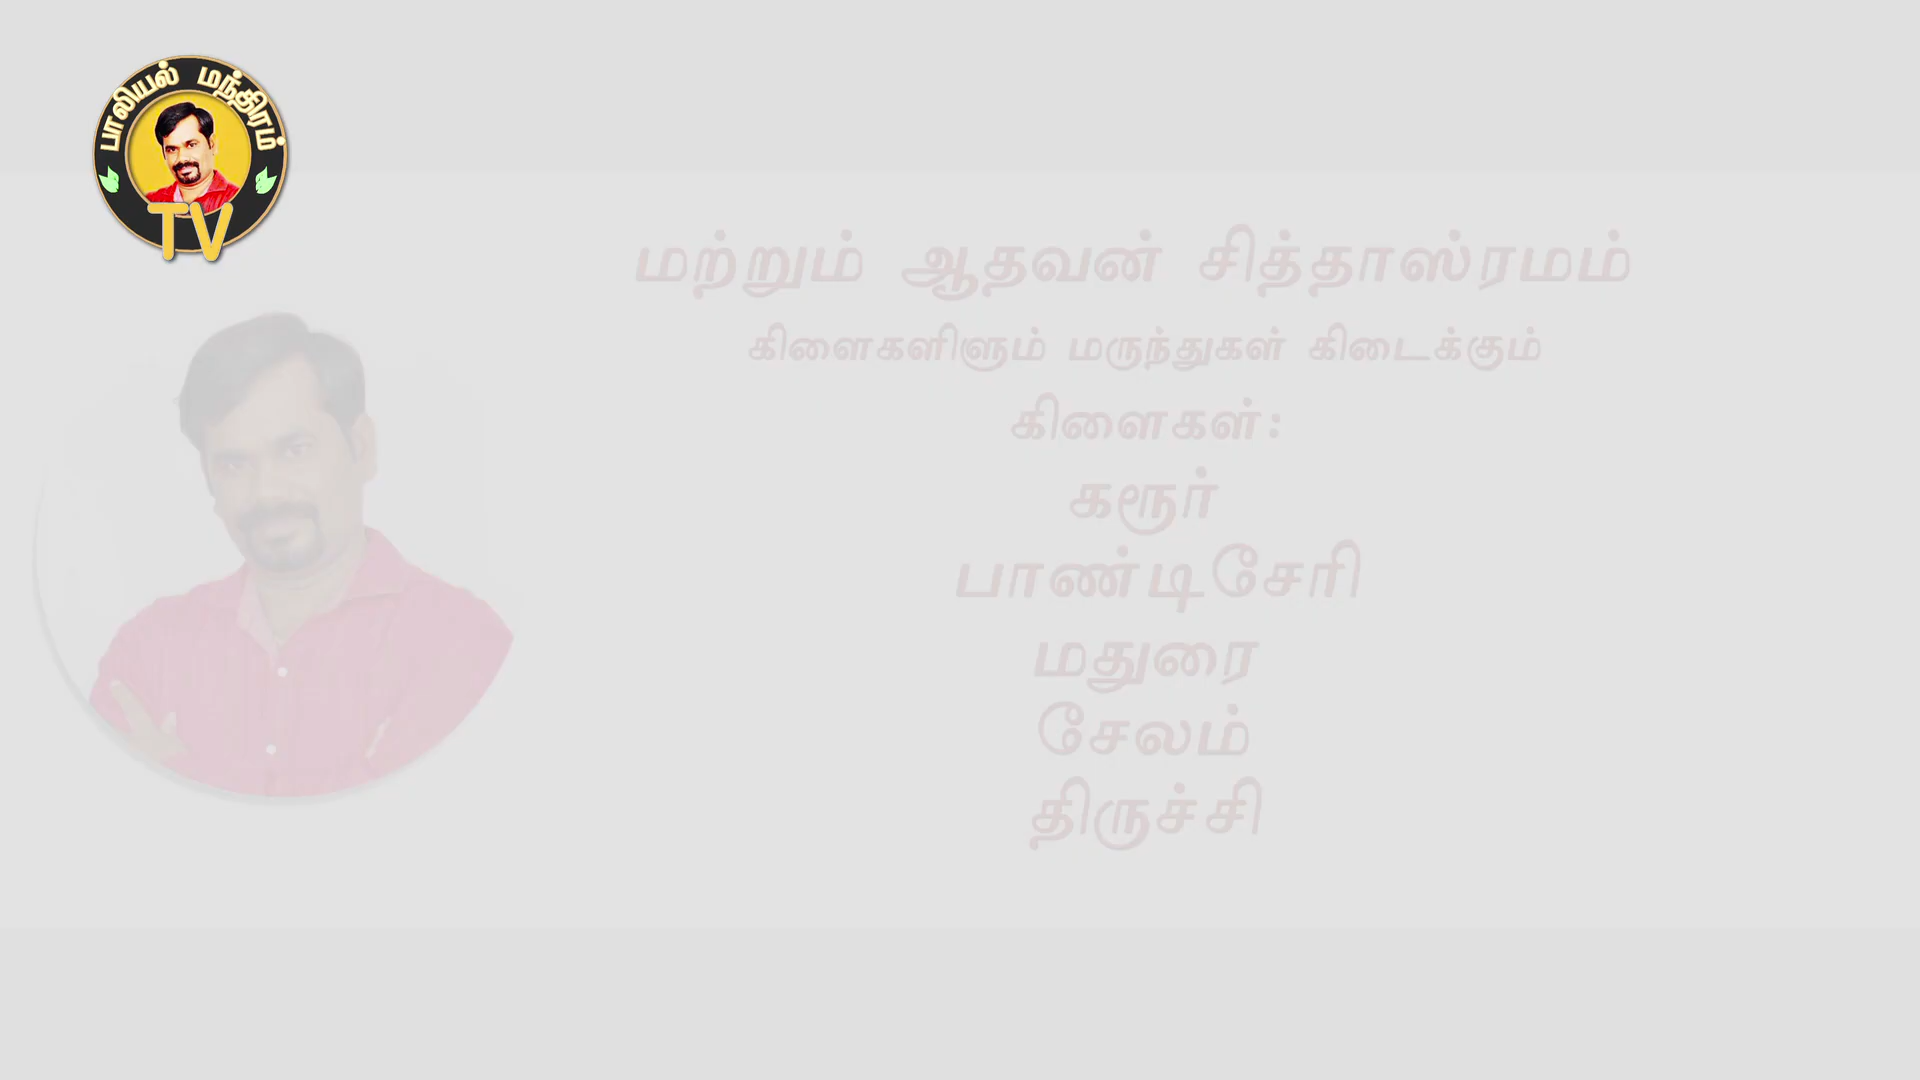 பாலியல் மந்திரம்
TV
மற்றும் ஆதவன் சித்தாஸ்ரமம்
கிளைகளிளும் மருந்துகள் கிடைக்கும்
கிளைகள்:
கரூர்
பாண்டிசேரி
மதுரை
சேலம்
திருச்சி